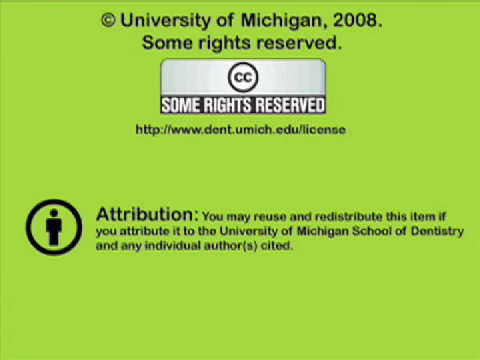 © University of Michigan, 2008.
Some rights reserved.
cc
SOME RIGHTS RESERVED
http://www.dent.umich.edu/license
Attribution: You may reuse and redistribute this item if
you attribute it to the University of Michigan School of Dentistry
and any individual author(s) cited.